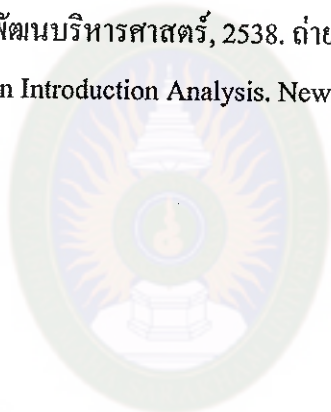 พัฒนบริหารศาสตร์, 2538. ถ่าย
n Introduction Analysis. New